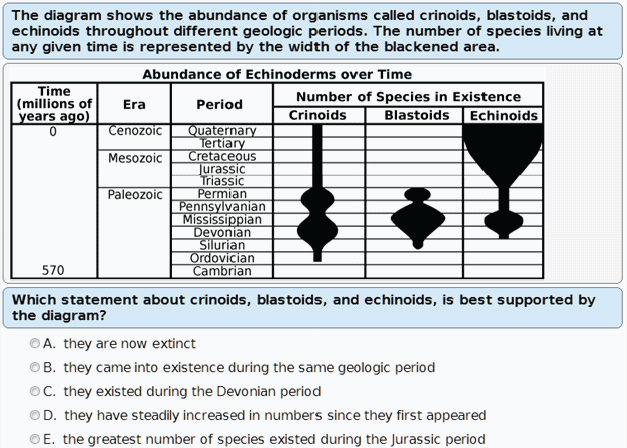 The diagram shows the abundance of organisms called crinoids, blastoids, and
echinoids throughout different geologic periods. The number of species living at
any given time is represented by the width of the blackened area.
Abundance of Echinoderms over Time
Time
(millions of
years ago)
Era
Period
Number of Species in Existence
Crinoids
Blastoids
Echinoids
0
Cenozoic
Quaternary
Tertiary
Mesozoic
Cretaceous
Jurassic
Triassic
Paleozoic
Permian
Pennsylvanian
Mississippian
Devonian
Silurian
Ordovician
570
Cambrian
Which statement about crinoids, blastoids, and echinoids, is best supported by
the diagram?
A. they are now extinct
B. they came into existence during the same geologic period
C. they existed during the Devonian period
D. they have steadily increased in numbers since they first appeared
E. the greatest number of species existed during the Jurassic period